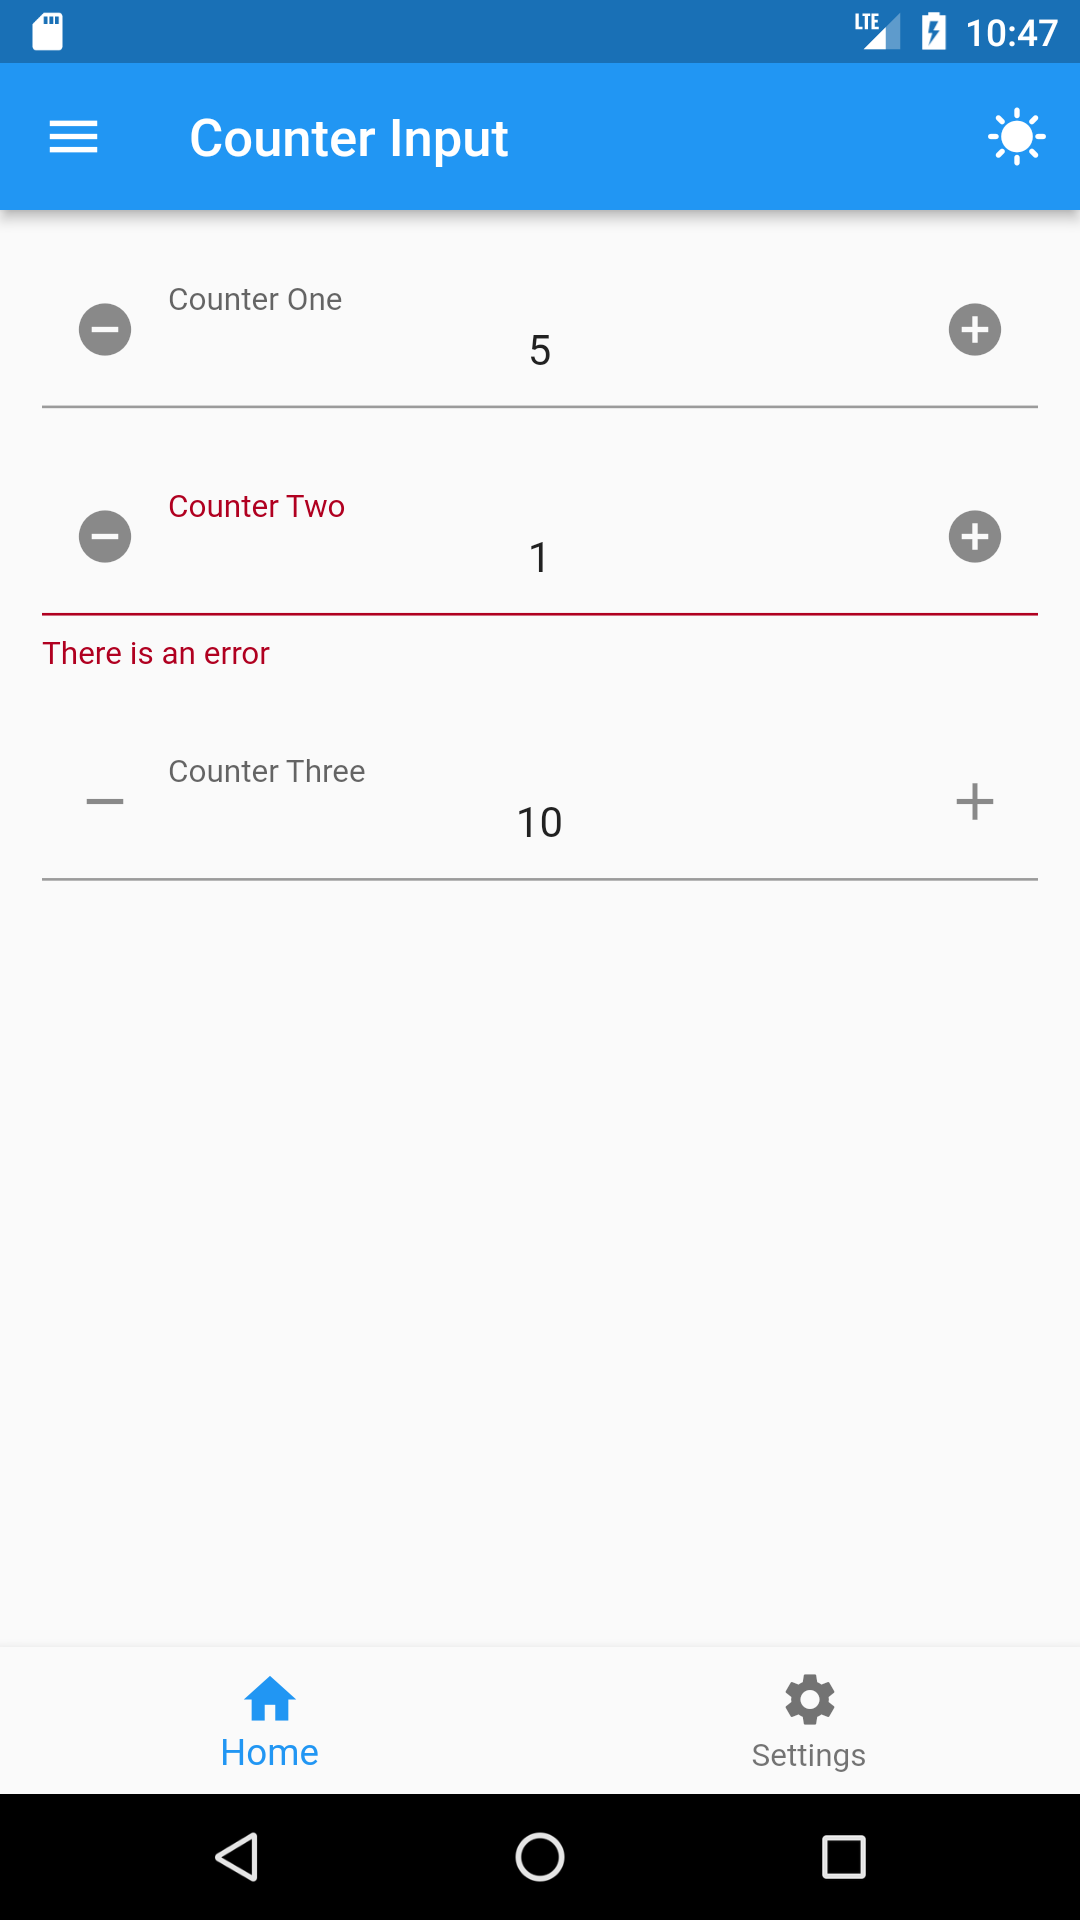 LTE 10:47
Counter Input
Counter One
5
Counter Two
1
There is an error
Counter Three
10
Home
Settings